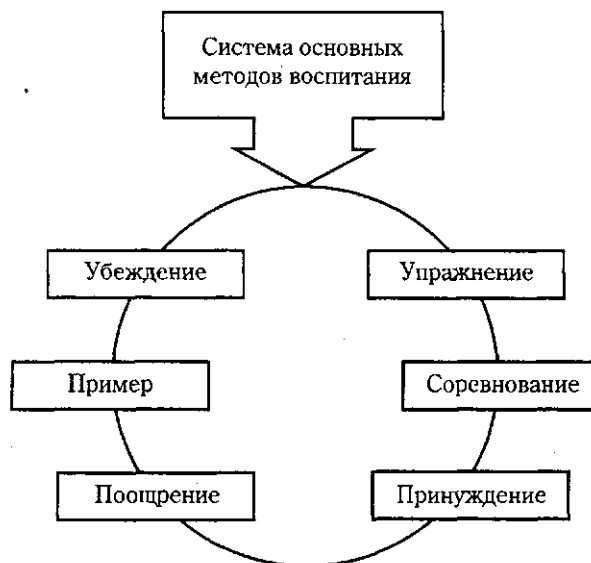 Система основных
методов воспитания
Убеждение
Упражнение
Пример
Соревнование
Поощрение
Принуждение